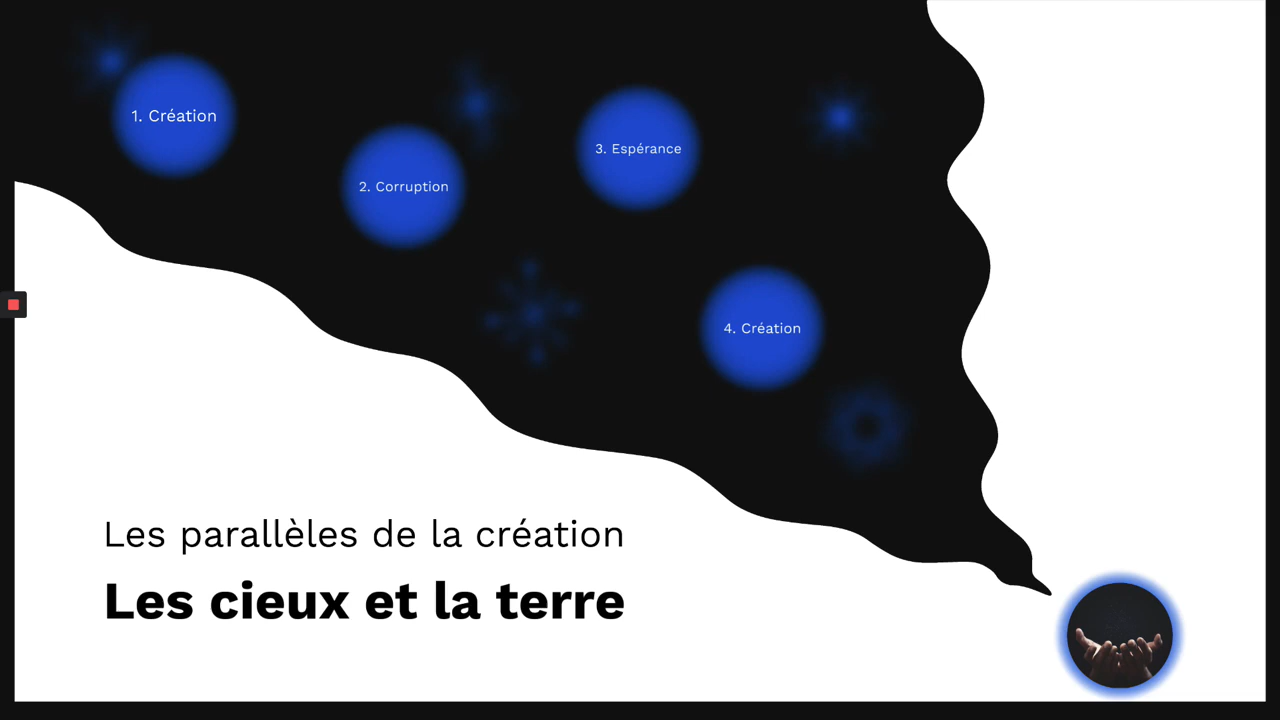 1. Création
2. Corruption
3. Espérance
4. Création
Les parallèles de la création
Les cieux et la terre